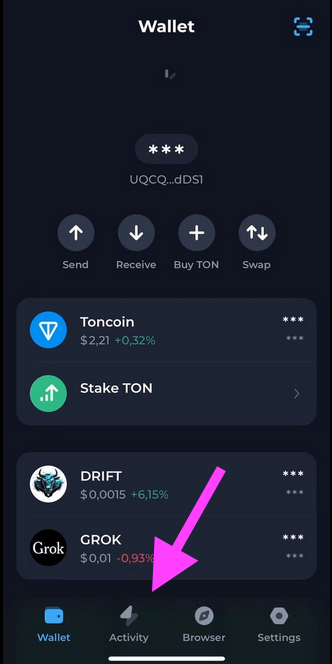 Wallet
***
UQCQ...dDS1
Send Receive Buy TON Swap
Toncoin ***
$2,21 +0,32% ***
Stake TON
DRIFT ***
$0,0015 +6,15% ***
Grok GROK ***
$0,01 -0,93% ***
Wallet Activity Browser Settings